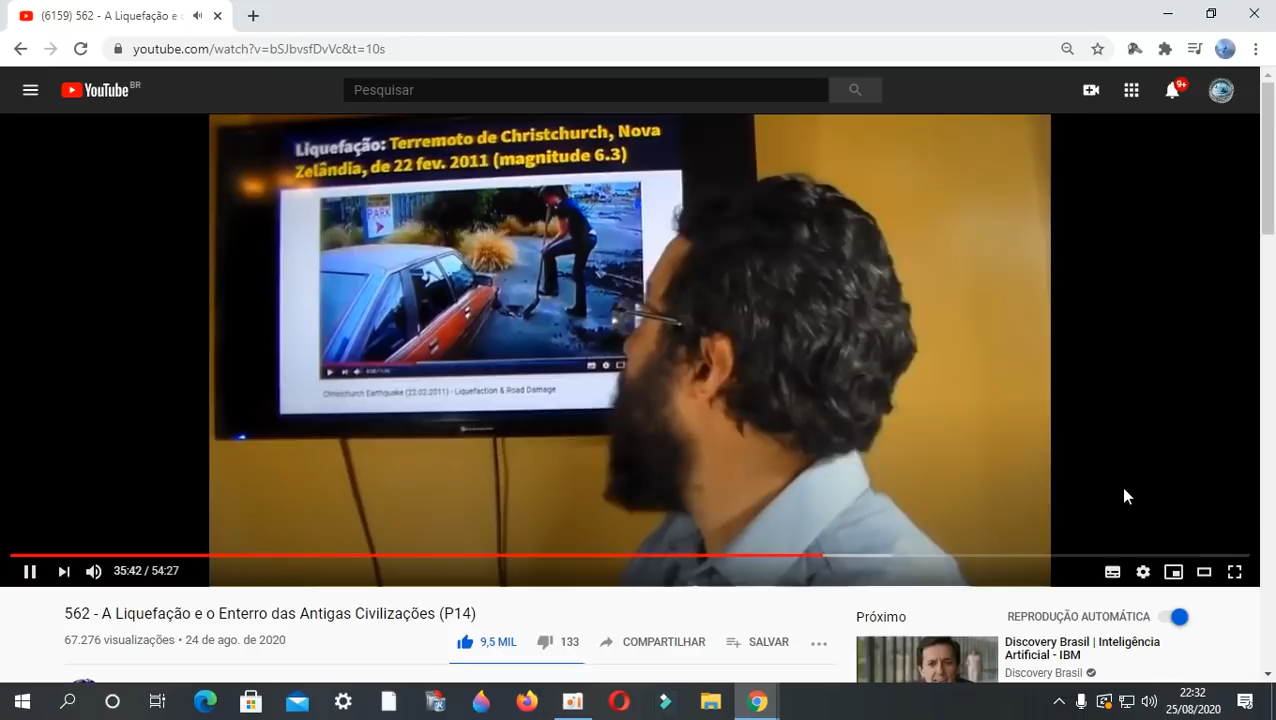 (6159) 562 - A Liquefação e o
youtube.com/watch?v=bSJbvsfDvVc&t=10s
YouTube BR
Pesquisar
9+
Liquefação: Terremoto de Christchurch, Nova
Zelândia, de 22 fev. 2011 (magnitude 6.3)
PARK
Christchurch Earthquake (22.02.2011) - Liquefaction & Road Damage
35:42 / 54:27
562 - A Liquefação e o Enterro das Antigas Civilizações (P14)
67.276 visualizações • 24 de ago. de 2020
9,5 MIL
133
COMPARTILHAR
SALVAR
Próximo
REPRODUÇÃO AUTOMÁTICA
Discovery Brasil | Inteligência
Artificial - IBM
Discovery Brasil
22:32
25/08/2020